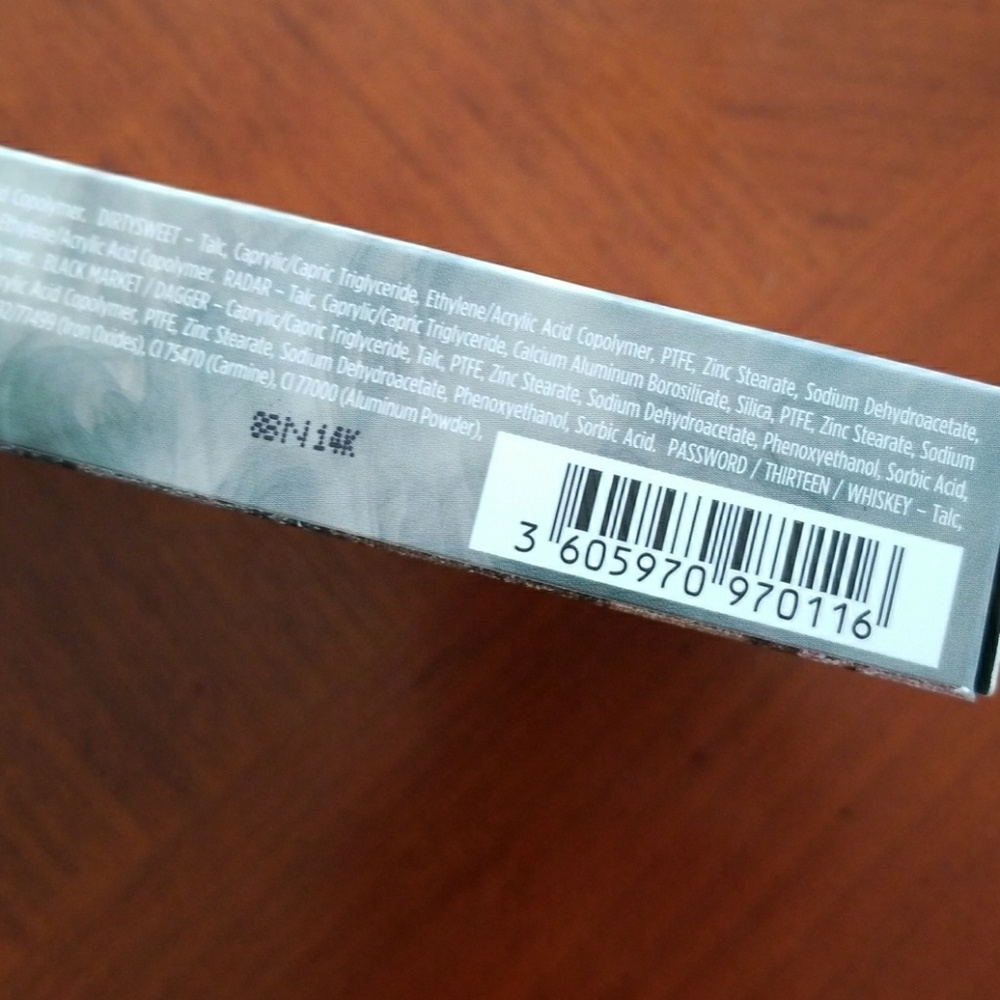 Copolymer. DIRTYSWEET – Talc, Caprylic/Capric Triglyceride, Ethylene/Acrylic Acid Copolymer, PTFE, Zinc Stearate, Sodium Dehydroacetate,
Ethylene/Acrylic Acid Copolymer. RADAR – Talc, Caprylic/Capric Triglyceride, Calcium Aluminum Borosilicate, Silica, PTFE, Zinc Stearate, Sodium
BLACK MARKET / DAGGER – Caprylic/Capric Triglyceride, Talc, PTFE, Zinc Stearate, Sodium Dehydroacetate, Phenoxyethanol, Sorbic Acid,
Acid Copolymer, PTFE, Zinc Stearate, Sodium Dehydroacetate, Phenoxyethanol, Sorbic Acid. PASSWORD / THIRTEEN / WHISKEY – Talc,
77499 (Iron Oxides), CI 75470 (Carmine), CI 77000 (Aluminum Powder),
3 605970 970116